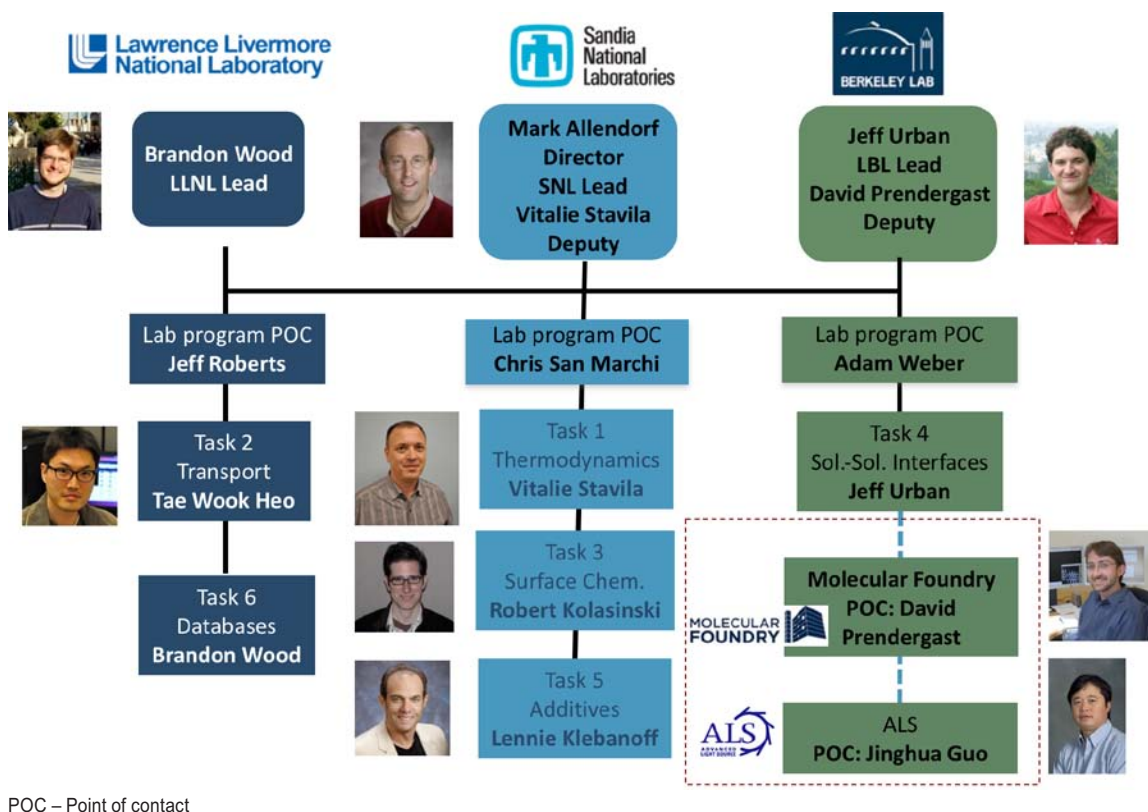 Lawrence Livermore
National Laboratory
Sandia
National
Laboratories
BERKELEY LAB
Brandon Wood
LLNL Lead
Mark Allendorf
Director
SNL Lead
Vitalie Stavila
Deputy
Jeff Urban
LBL Lead
David Prendergast
Deputy
Lab program POC
Jeff Roberts
Lab program POC
Chris San Marchi
Lab program POC
Adam Weber
Task 2
Transport
Tae Wook Heo
Task 1
Thermodynamics
Vitalie Stavila
Task 4
Sol.-Sol. Interfaces
Jeff Urban
Task 6
Databases
Brandon Wood
Task 3
Surface Chem.
Robert Kolasinski
MOLECULAR
FOUNDRY
Molecular Foundry
POC: David
Prendergast
Task 5
Additives
Lennie Klebanoff
ALS
ADVANCED
LIGHT SOURCE
ALS
POC: Jinghua Guo
POC – Point of contact